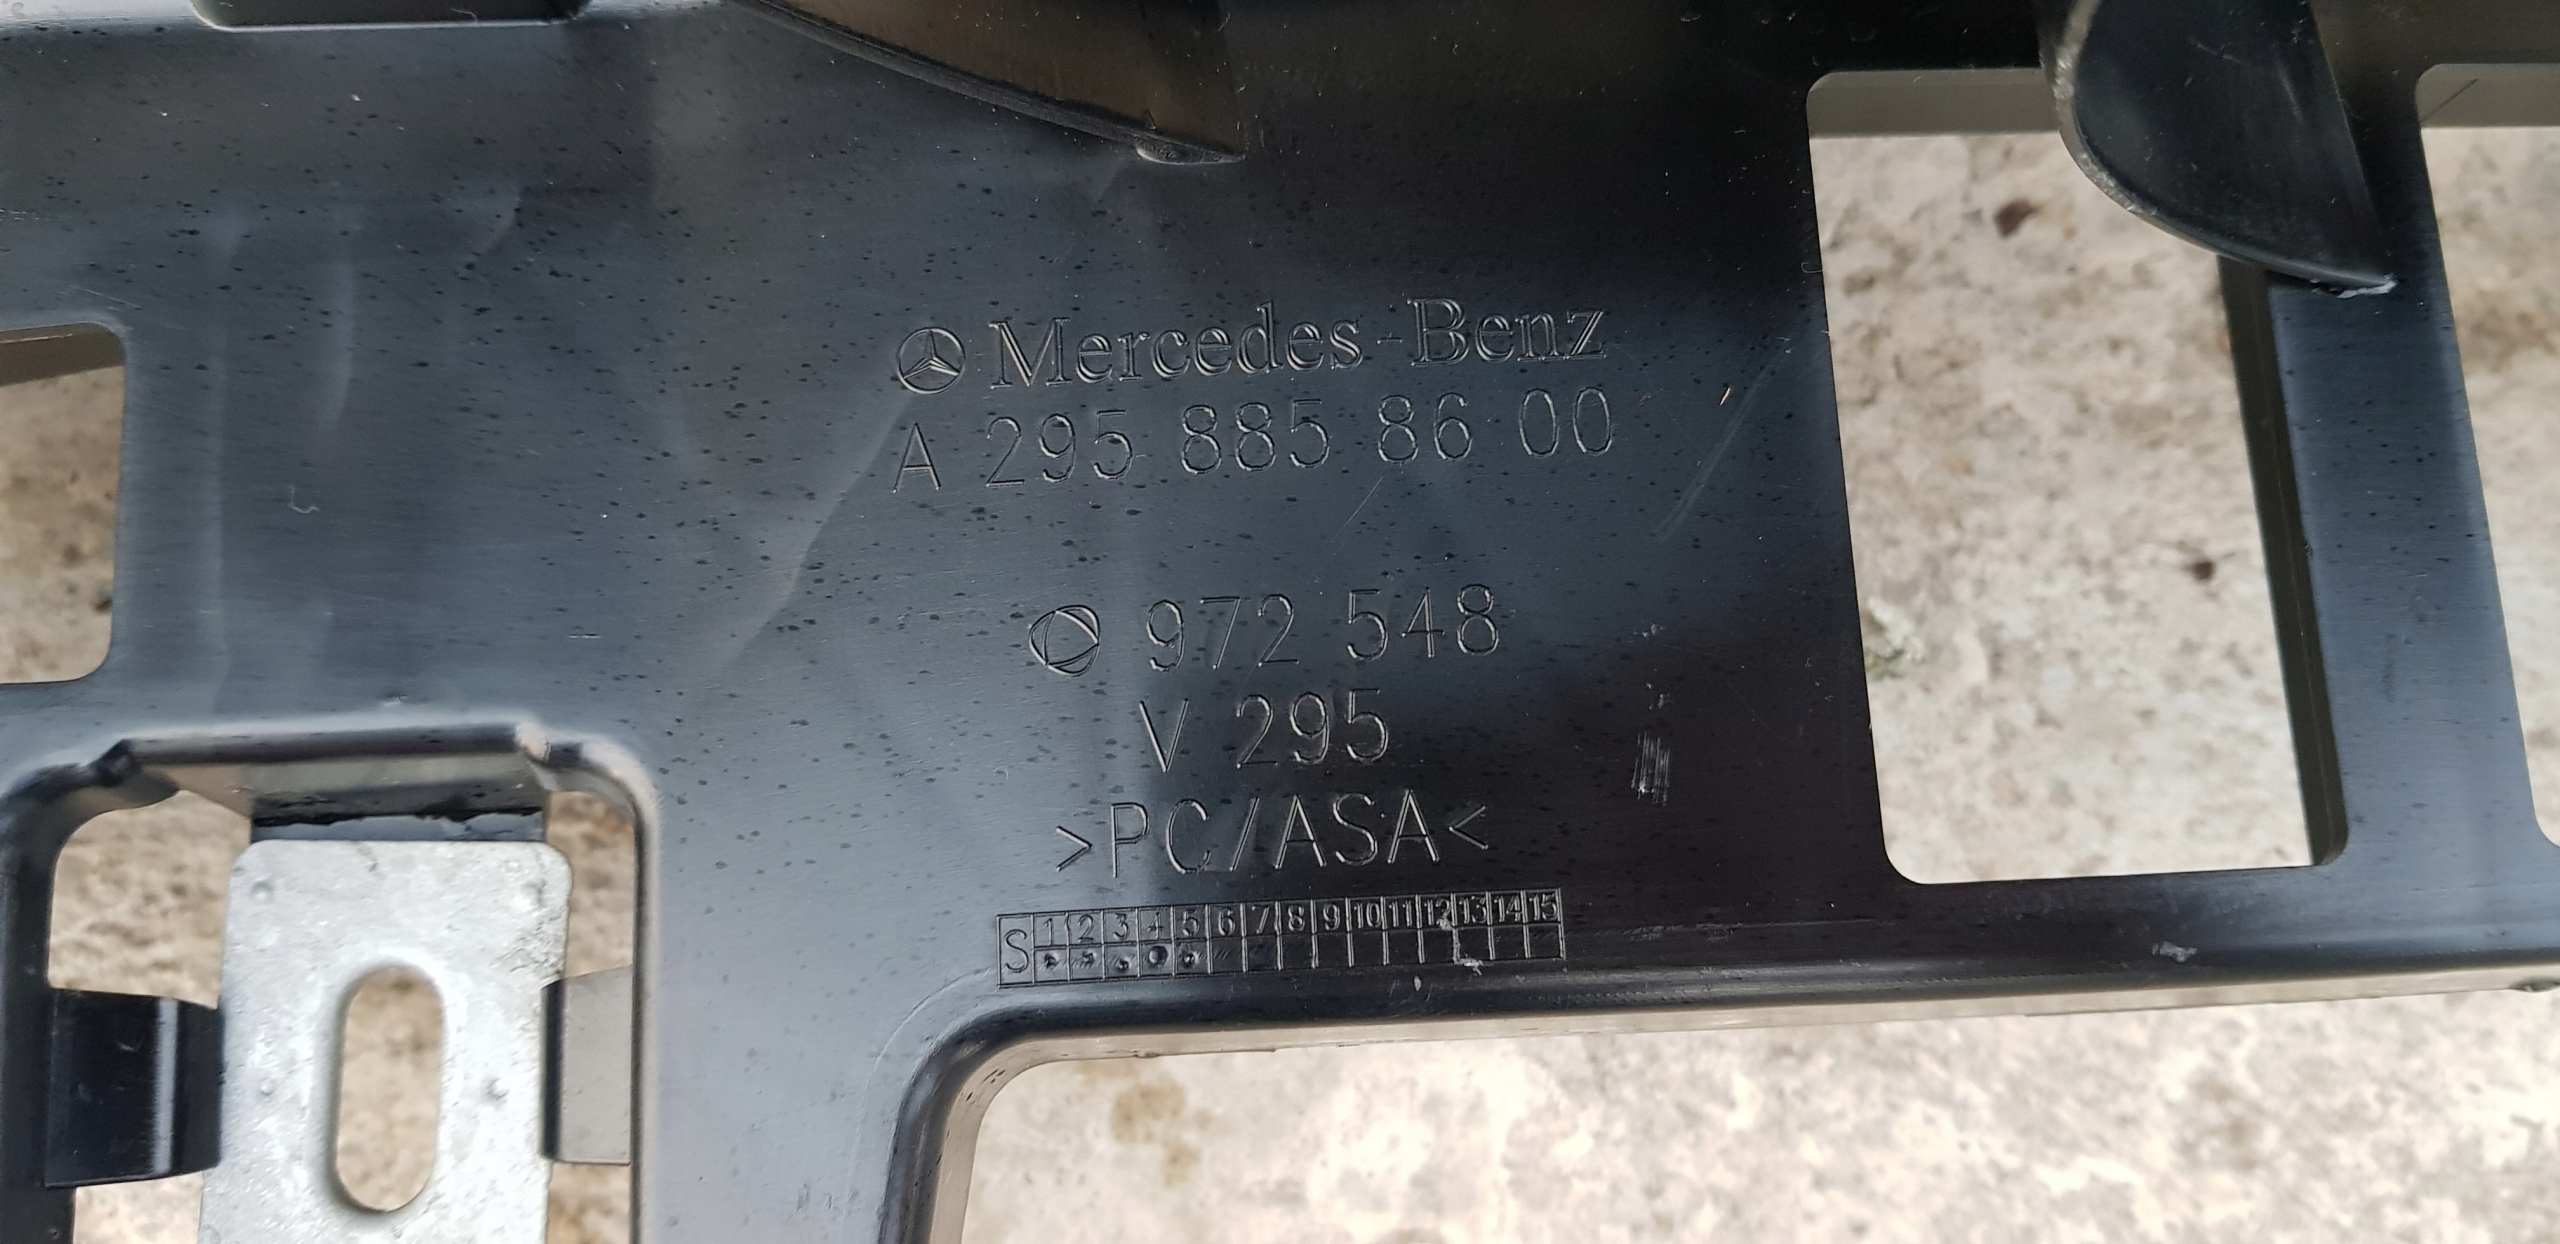 Mercedes-Benz
A 295 885 86 00
972 548
V 295
>PC/ASA<
S 1 2 3 4 5 6 7 8 9 10 11 12 13 14 15